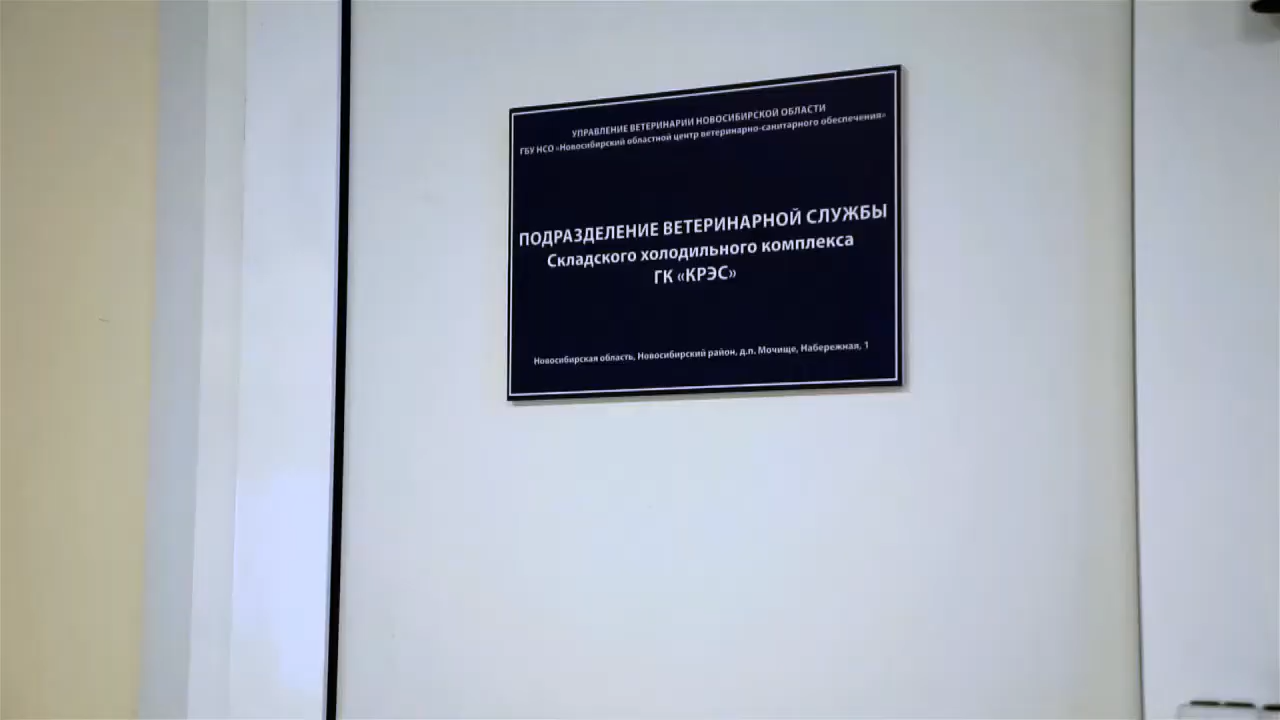 УПРАВЛЕНИЕ ВЕТЕРИНАРИИ НОВОСИБИРСКОЙ ОБЛАСТИ
ГБУ НСО «Новосибирский областной центр ветеринарно-санитарного обеспечения»
ПОДРАЗДЕЛЕНИЕ ВЕТЕРИНАРНОЙ СЛУЖБЫ
Складского холодильного комплекса
ГК «КРЭС»
Новосибирская область, Новосибирский район, д.п. Мочище, Набережная, 1